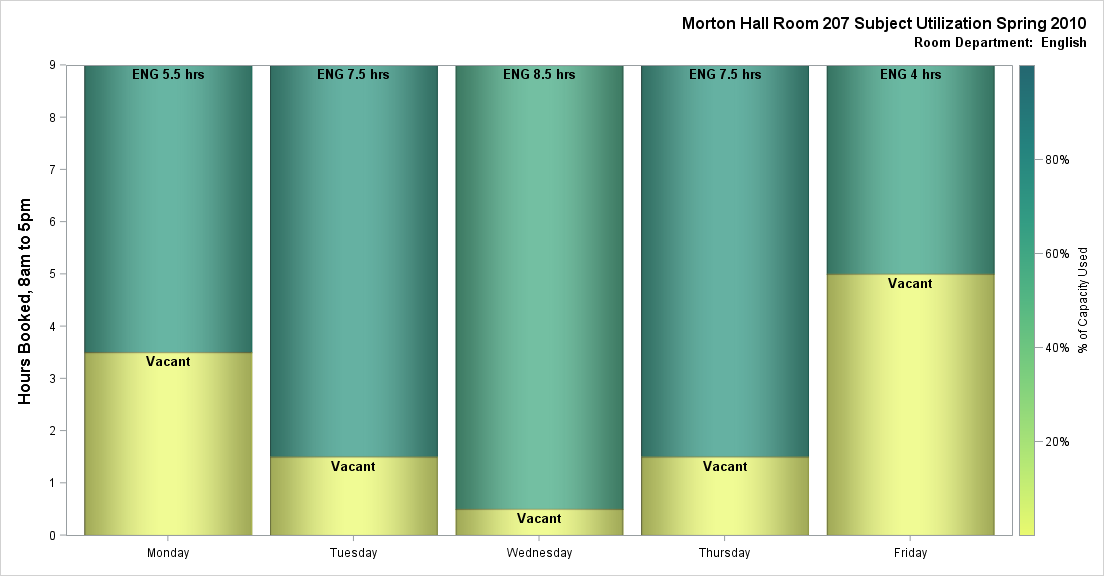 Morton Hall Room 207 Subject Utilization Spring 2010
Room Department:  English
Hours Booked, 8am to 5pm
9
8
7
6
5
4
3
2
1
0
ENG 5.5 hrs
ENG 7.5 hrs
ENG 8.5 hrs
ENG 7.5 hrs
ENG 4 hrs
Vacant
Vacant
Vacant
Vacant
Vacant
Monday
Tuesday
Wednesday
Thursday
Friday
80%
60%
40%
20%
% of Capacity Used